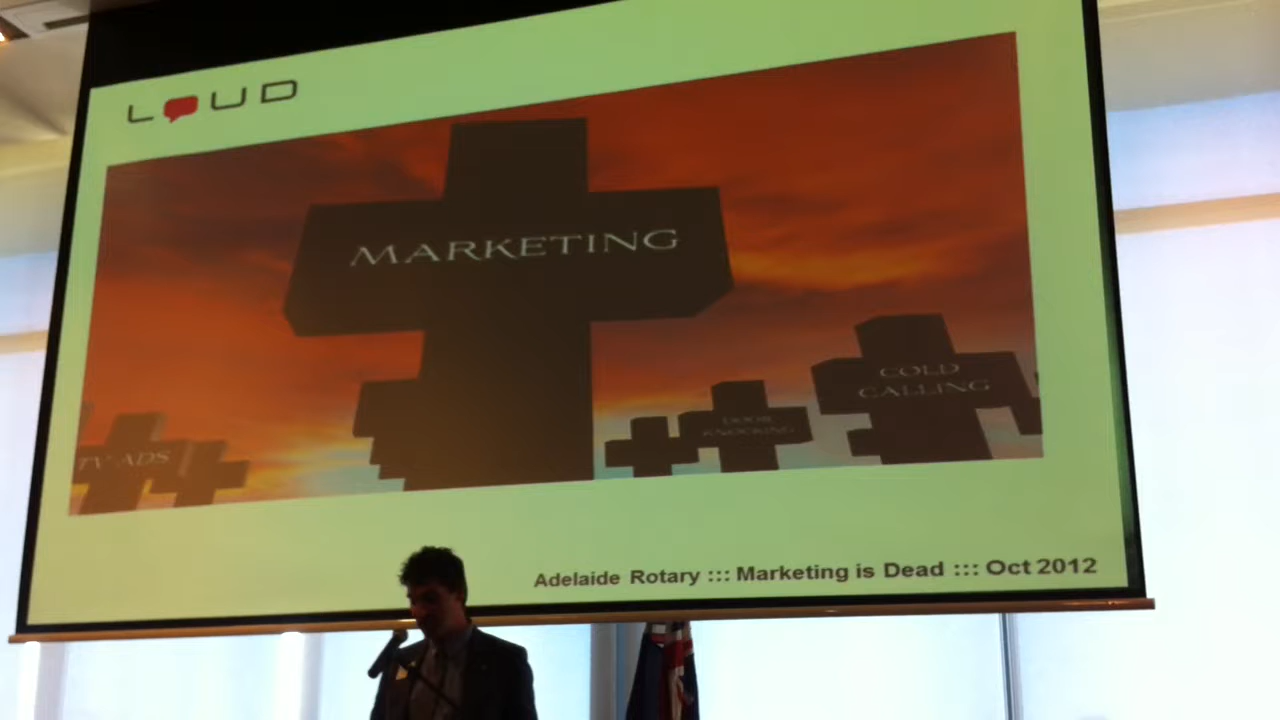 LOUD
MARKETING
COLD
CALLING
DOOR
KNOCKING
TV ADS
Adelaide Rotary ::: Marketing is Dead ::: Oct 2012